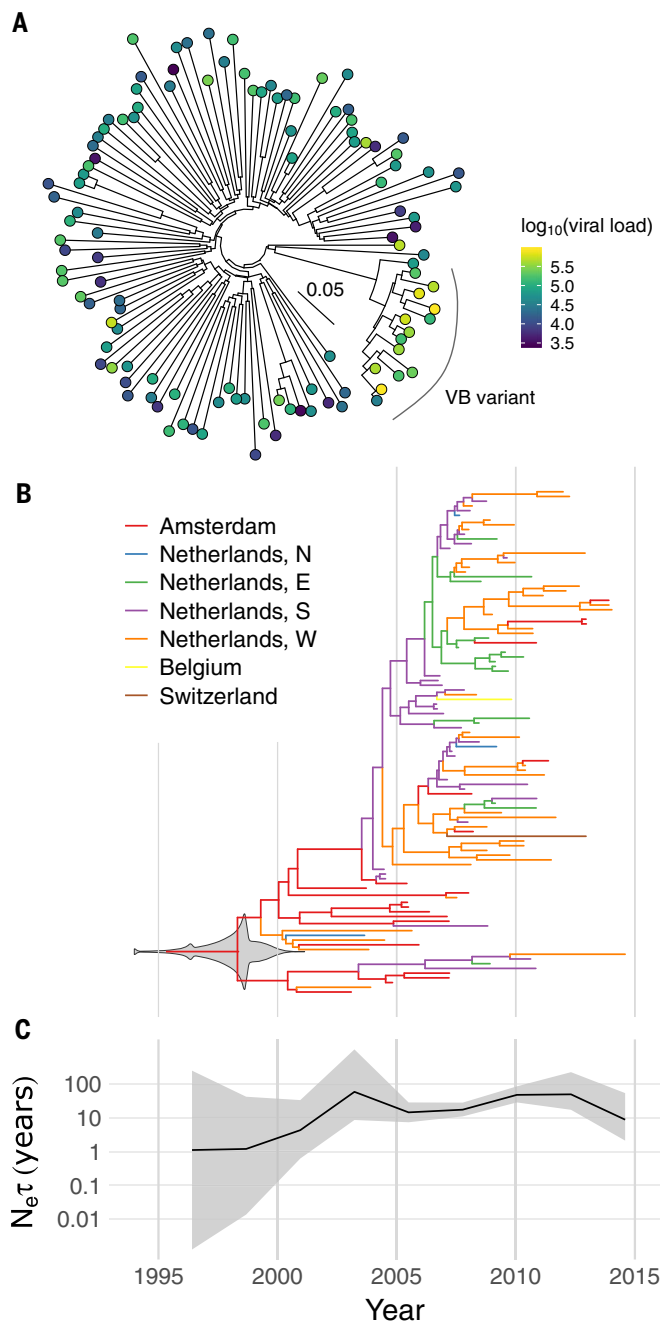 A
log₁₀(viral load)
5.5
5.0
4.5
4.0
3.5
0.05
VB variant
B
Amsterdam
Netherlands, N
Netherlands, E
Netherlands, S
Netherlands, W
Belgium
Switzerland
C
Nₑτ (years)
100
10
1
0.1
0.01
1995 2000 2005 2010 2015
Year